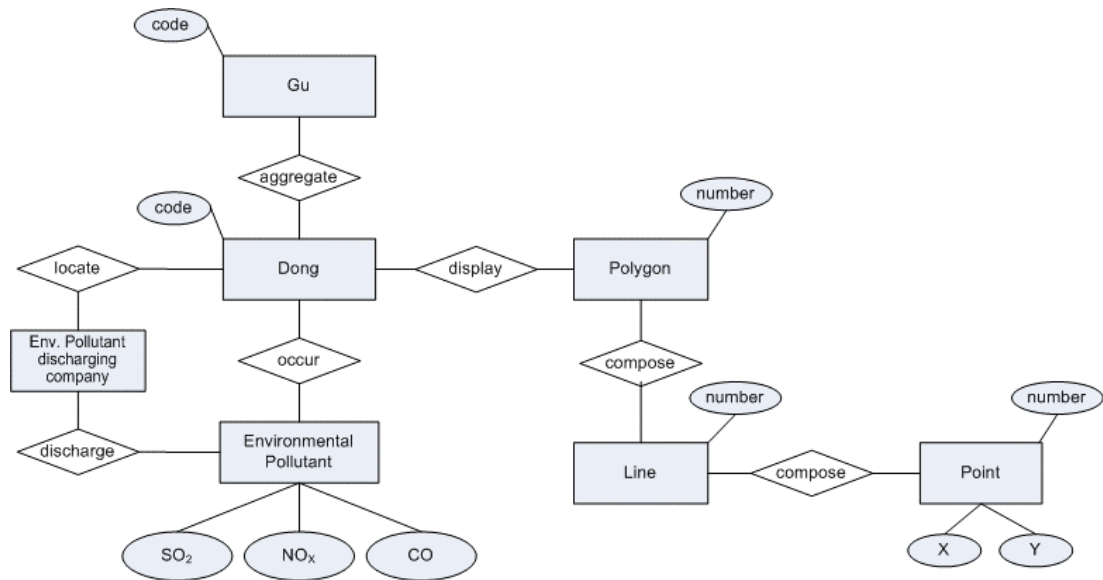 code
Gu
aggregate
code
number
locate
Dong
display
Polygon
Env. Pollutant
discharging
company
occur
compose
number
number
discharge
Environmental
Pollutant
Line
compose
Point
SO₂
NOₓ
CO
X
Y